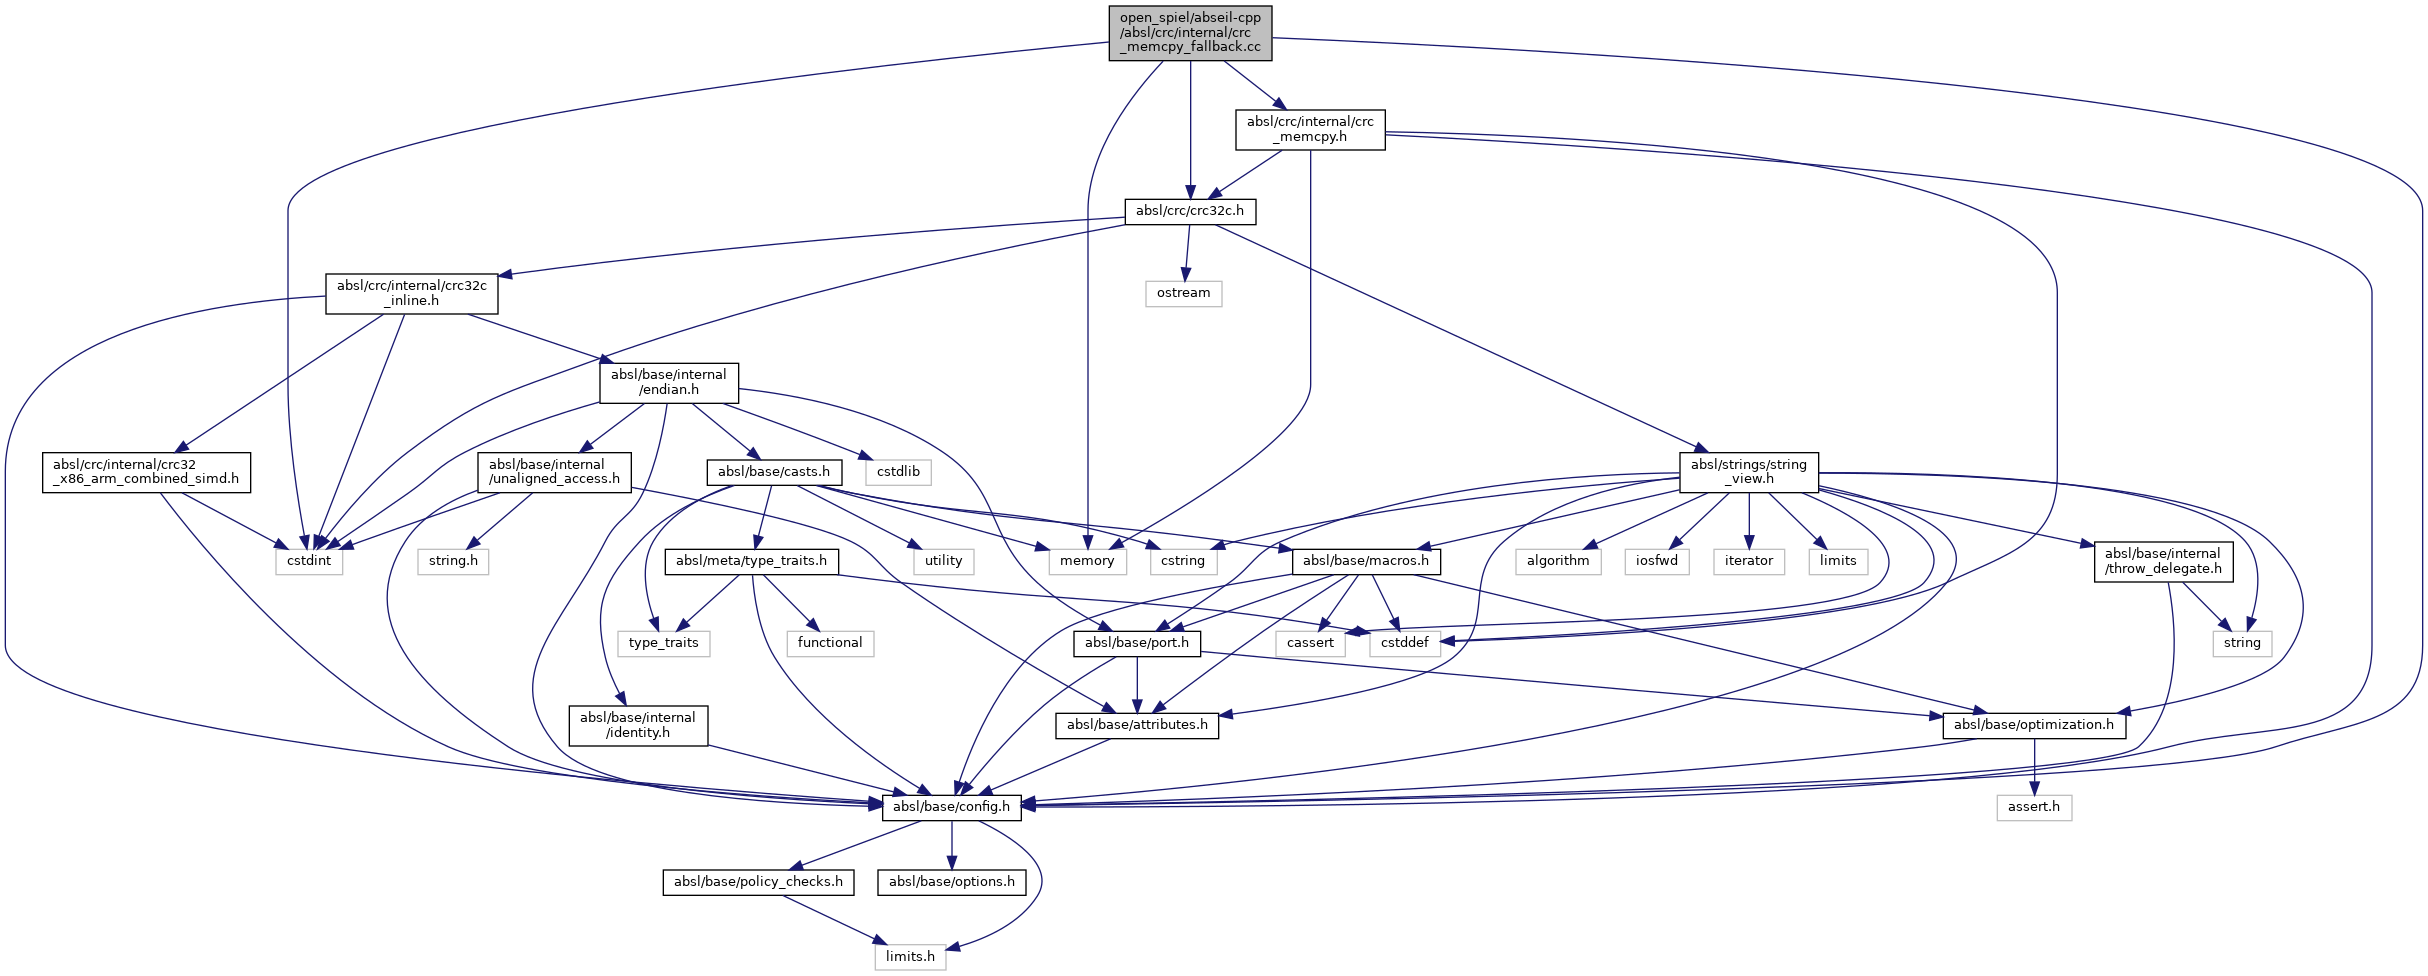 open_spiel/abseil-cpp
/absl/crc/internal/crc
_memcpy_fallback.cc
absl/crc/internal/crc
_memcpy.h
absl/crc/crc32c.h
absl/crc/internal/crc32c
_inline.h
ostream
absl/base/internal
/endian.h
absl/crc/internal/crc32
_x86_arm_combined_simd.h
absl/base/internal
/unaligned_access.h
absl/base/casts.h
cstdlib
absl/strings/string
_view.h
cstdint
string.h
absl/meta/type_traits.h
utility
memory
cstring
absl/base/macros.h
algorithm
iosfwd
iterator
limits
absl/base/internal
/throw_delegate.h
type_traits
functional
absl/base/port.h
cassert
cstddef
string
absl/base/internal
/identity.h
absl/base/attributes.h
absl/base/optimization.h
absl/base/config.h
assert.h
absl/base/policy_checks.h
absl/base/options.h
limits.h